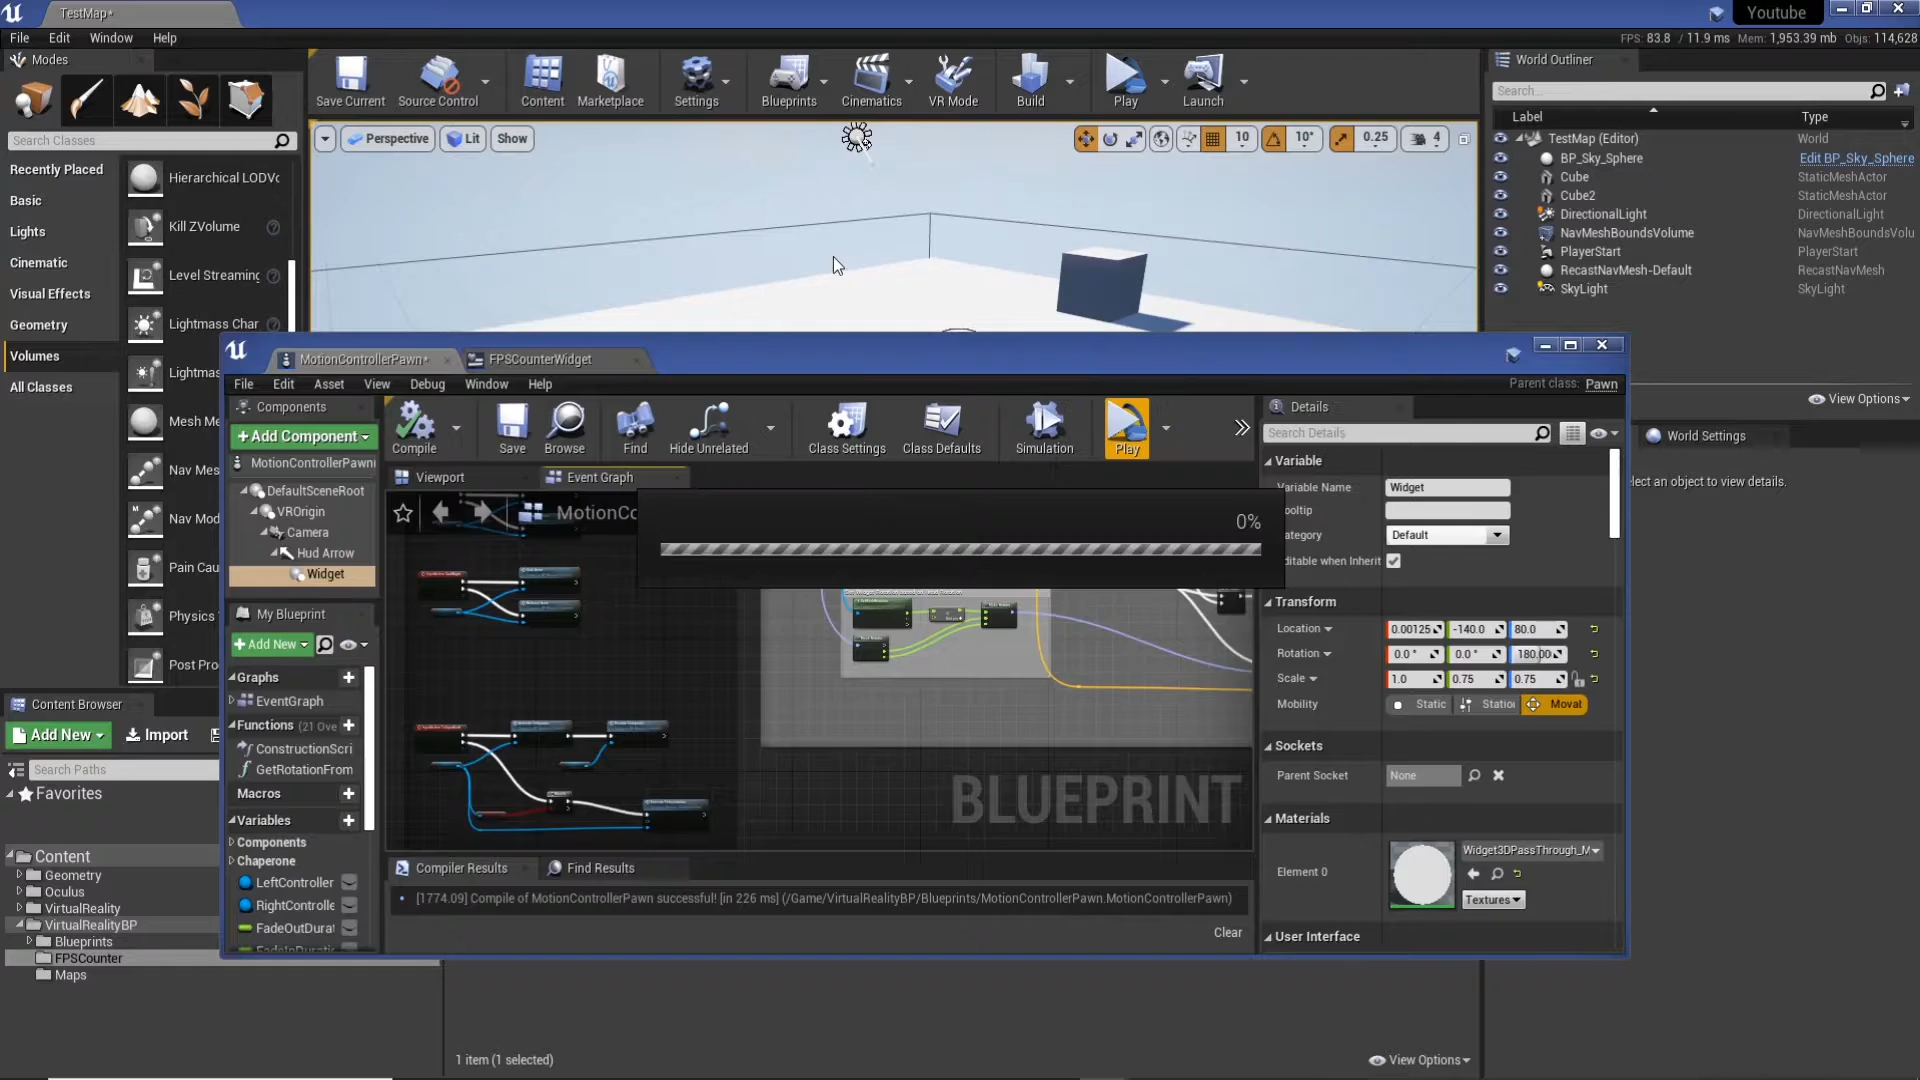 TestMap*
Youtube
File Edit Window Help
FPS: 83.8 / 11.9 ms Mem: 1,953.39 mb Objs: 114,628
Modes
Save Current Source Control Content Marketplace Settings Blueprints Cinematics VR Mode Build Play Launch
World Outliner
Search Classes
Search...
Label Type
Perspective Lit Show
10 10° 0.25 4
TestMap (Editor) World
BP_Sky_Sphere Edit BP_Sky_Sphere
Cube StaticMeshActor
Cube2 StaticMeshActor
DirectionalLight DirectionalLight
NavMeshBoundsVolume NavMeshBoundsVolu
PlayerStart PlayerStart
RecastNavMesh-Default RecastNavMesh
SkyLight SkyLight
View Options
World Settings
elect an object to view details.
Recently Placed
Basic
Lights
Cinematic
Visual Effects
Geometry
Volumes
All Classes
Hierarchical LODVo
Kill ZVolume
Level Streaming
Lightmass Char
Lightmas
Mesh Me
Nav Mes
Nav Mod
Pain Cau
Physics
Post Pro
MotionControllerPawn* FPSCounterWidget
File Edit Asset View Debug Window Help
Parent class: Pawn
Components
+Add Component
MotionControllerPawn
DefaultSceneRoot
VROrigin
Camera
Hud Arrow
Widget
Compile Save Browse Find Hide Unrelated Class Settings Class Defaults Simulation Play
Viewport Event Graph
MotionCo
0%
BLUEPRINT
My Blueprint
+Add New
Graphs
EventGraph
Functions (21 Ove
ConstructionScri
GetRotationFrom
Macros
Variables
Components
Chaperone
LeftController
RightControlle
FadeOutDurat
Compiler Results Find Results
[1774.09] Compile of MotionControllerPawn successful! [in 226 ms] (/Game/VirtualRealityBP/Blueprints/MotionControllerPawn.MotionControllerPawn)
Clear
Details
Search Details
Variable
Variable Name Widget
ooltip
ategory Default
ditable when Inherit
Transform
Location 0.00125 -140.0 80.0
Rotation 0.0° 0.0° 180.00
Scale 1.0 0.75 0.75
Mobility Static Station Movat
Sockets
Parent Socket None
Materials
Element 0 Widget3DPassThrough_M
Textures
User Interface
Content Browser
Add New Import
Search Paths
Favorites
Content
Geometry
Oculus
VirtualReality
VirtualRealityBP
Blueprints
FPSCounter
Maps
1 item (1 selected)
View Options